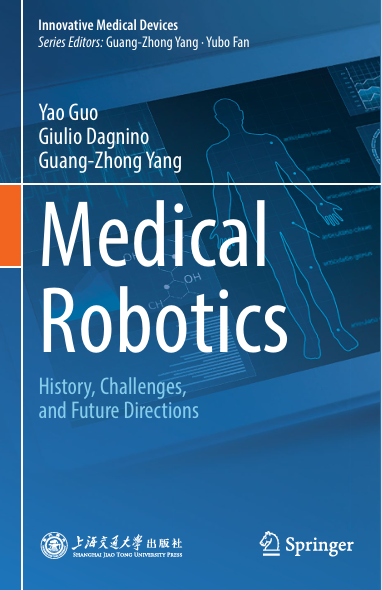 Innovative Medical Devices
Series Editors: Guang-Zhong Yang · Yubo Fan
Yao Guo
Giulio Dagnino
Guang-Zhong Yang
Medical
Robotics
History, Challenges,
and Future Directions
OH
CH
上海交通大学出版社
SHANGHAI JIAO TONG UNIVERSITY PRESS
Springer